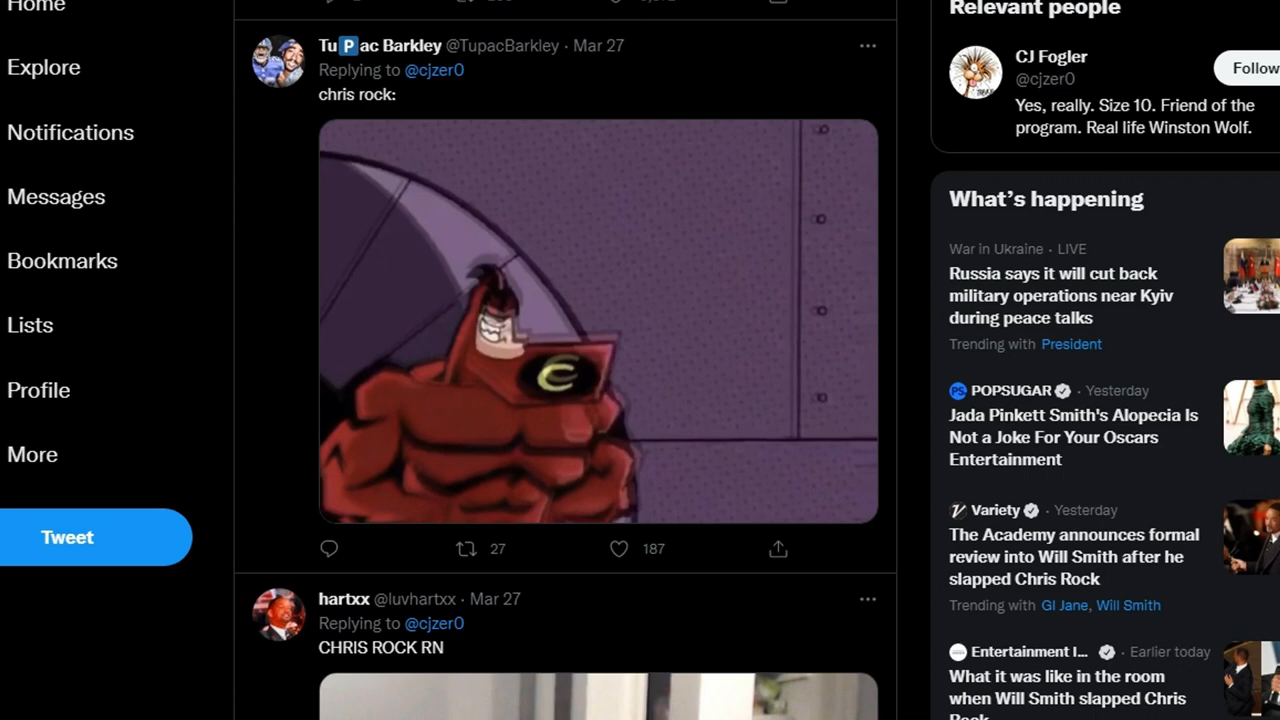 Home
Explore
Notifications
Messages
Bookmarks
Lists
Profile
More
Tweet
Tu🅿ac Barkley @TupacBarkley · Mar 27
Replying to @cjzer0
chris rock:
C
27
187
hartxx @luvhartxx · Mar 27
Replying to @cjzer0
CHRIS ROCK RN
Relevant people
CJ Fogler
@cjzer0
Follow
Yes, really. Size 10. Friend of the
program. Real life Winston Wolf.
What's happening
War in Ukraine · LIVE
Russia says it will cut back
military operations near Kyiv
during peace talks
Trending with President
PS
POPSUGAR · Yesterday
Jada Pinkett Smith's Alopecia Is
Not a Joke For Your Oscars
Entertainment
V
Variety · Yesterday
The Academy announces formal
review into Will Smith after he
slapped Chris Rock
Trending with GI Jane, Will Smith
Entertainment I... · Earlier today
What it was like in the room
when Will Smith slapped Chris
Rock